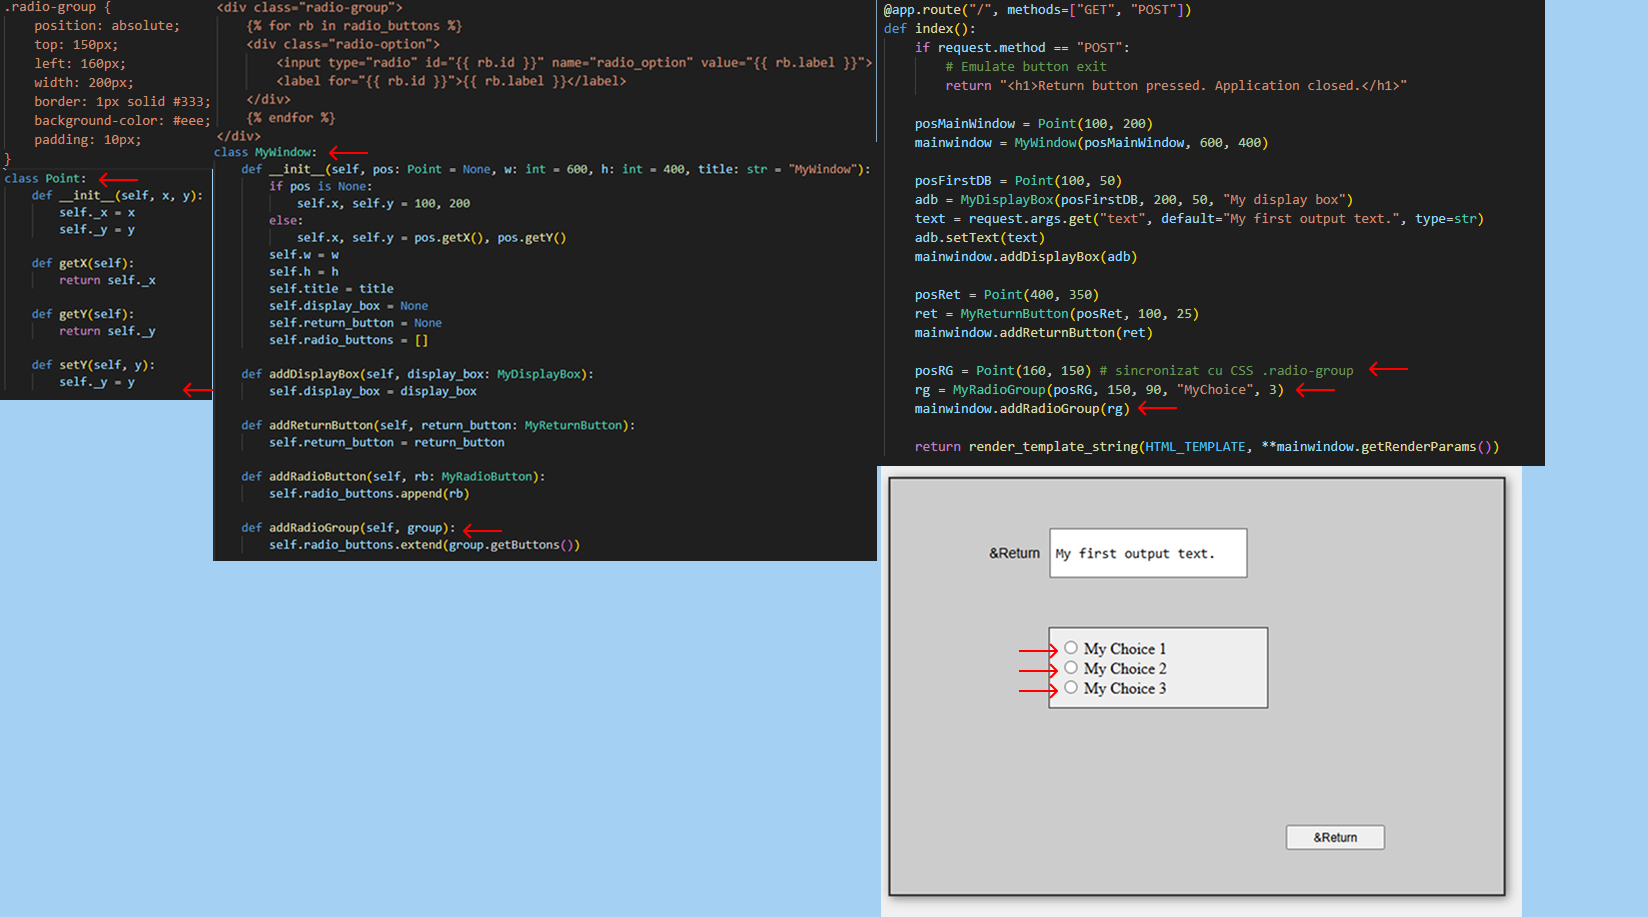 .radio-group {
    position: absolute;
    top: 150px;
    left: 160px;
    width: 200px;
    border: 1px solid #333;
    background-color: #eee;
    padding: 10px;
}
class Point:
    def __init__(self, x, y):
        self._x = x
        self._y = y
    def getX(self):
        return self._x
    def getY(self):
        return self._y
    def setY(self, y):
        self._y = y
<div class="radio-group">
    {% for rb in radio_buttons %}
    <div class="radio-option">
        <input type="radio" id="{{ rb.id }}" name="radio_option" value="{{ rb.label }}">
        <label for="{{ rb.id }}">{{ rb.label }}</label>
    </div>
    {% endfor %}
</div>
class MyWindow:
    def __init__(self, pos: Point = None, w: int = 600, h: int = 400, title: str = "MyWindow"):
        if pos is None:
            self.x, self.y = 100, 200
        else:
            self.x, self.y = pos.getX(), pos.getY()
        self.w = w
        self.h = h
        self.title = title
        self.display_box = None
        self.return_button = None
        self.radio_buttons = []
    def addDisplayBox(self, display_box: MyDisplayBox):
        self.display_box = display_box
    def addReturnButton(self, return_button: MyReturnButton):
        self.return_button = return_button
    def addRadioButton(self, rb: MyRadioButton):
        self.radio_buttons.append(rb)
    def addRadioGroup(self, group):
        self.radio_buttons.extend(group.getButtons())
@app.route("/", methods=["GET", "POST"])
def index():
    if request.method == "POST":
        # Emulate button exit
        return "<h1>Return button pressed. Application closed.</h1>"
    posMainWindow = Point(100, 200)
    mainwindow = MyWindow(posMainWindow, 600, 400)
    posFirstDB = Point(100, 50)
    adb = MyDisplayBox(posFirstDB, 200, 50, "My display box")
    text = request.args.get("text", default="My first output text.", type=str)
    adb.setText(text)
    mainwindow.addDisplayBox(adb)
    posRet = Point(400, 350)
    ret = MyReturnButton(posRet, 100, 25)
    mainwindow.addReturnButton(ret)
    posRG = Point(160, 150) # sincronizat cu CSS .radio-group
    rg = MyRadioGroup(posRG, 150, 90, "MyChoice", 3)
    mainwindow.addRadioGroup(rg)
    return render_template_string(HTML_TEMPLATE, **mainwindow.getRenderParams())
&Return My first output text.
My Choice 1
My Choice 2
My Choice 3
&Return